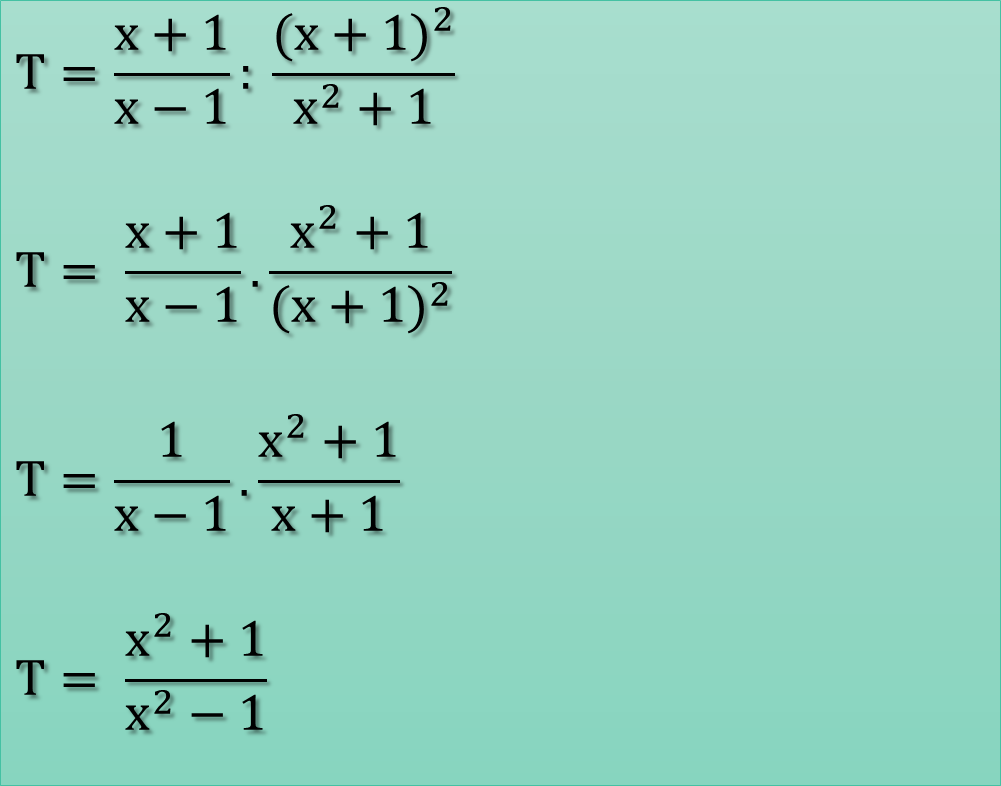 T = (x + 1)/(x − 1) : (x + 1)²/(x² + 1)
T = (x + 1)/(x − 1) . (x² + 1)/(x + 1)²
T = 1/(x − 1) . (x² + 1)/(x + 1)
T = (x² + 1)/(x² − 1)